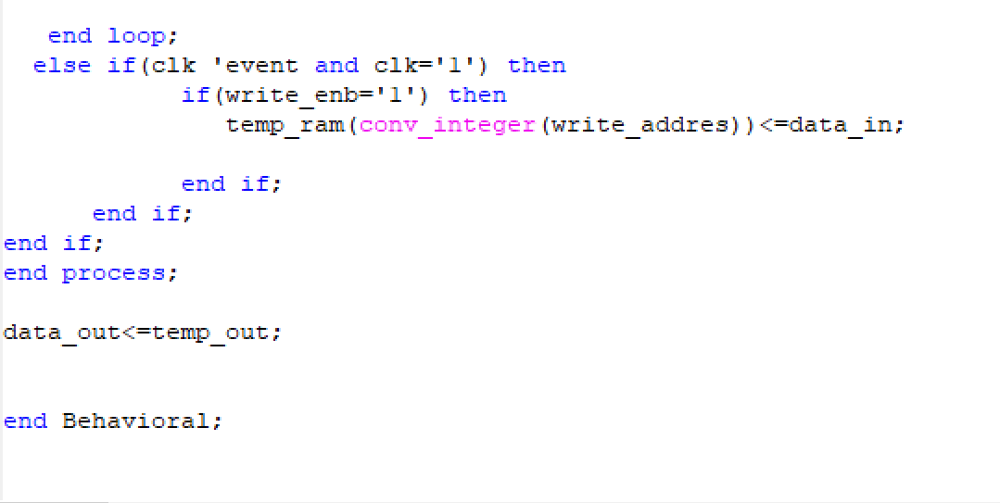 end loop;
else if(clk 'event and clk='1') then
if(write_enb='1') then
temp_ram(conv_integer(write_addres))<=data_in;
end if;
end if;
end if;
end process;
data_out<=temp_out;
end Behavioral;